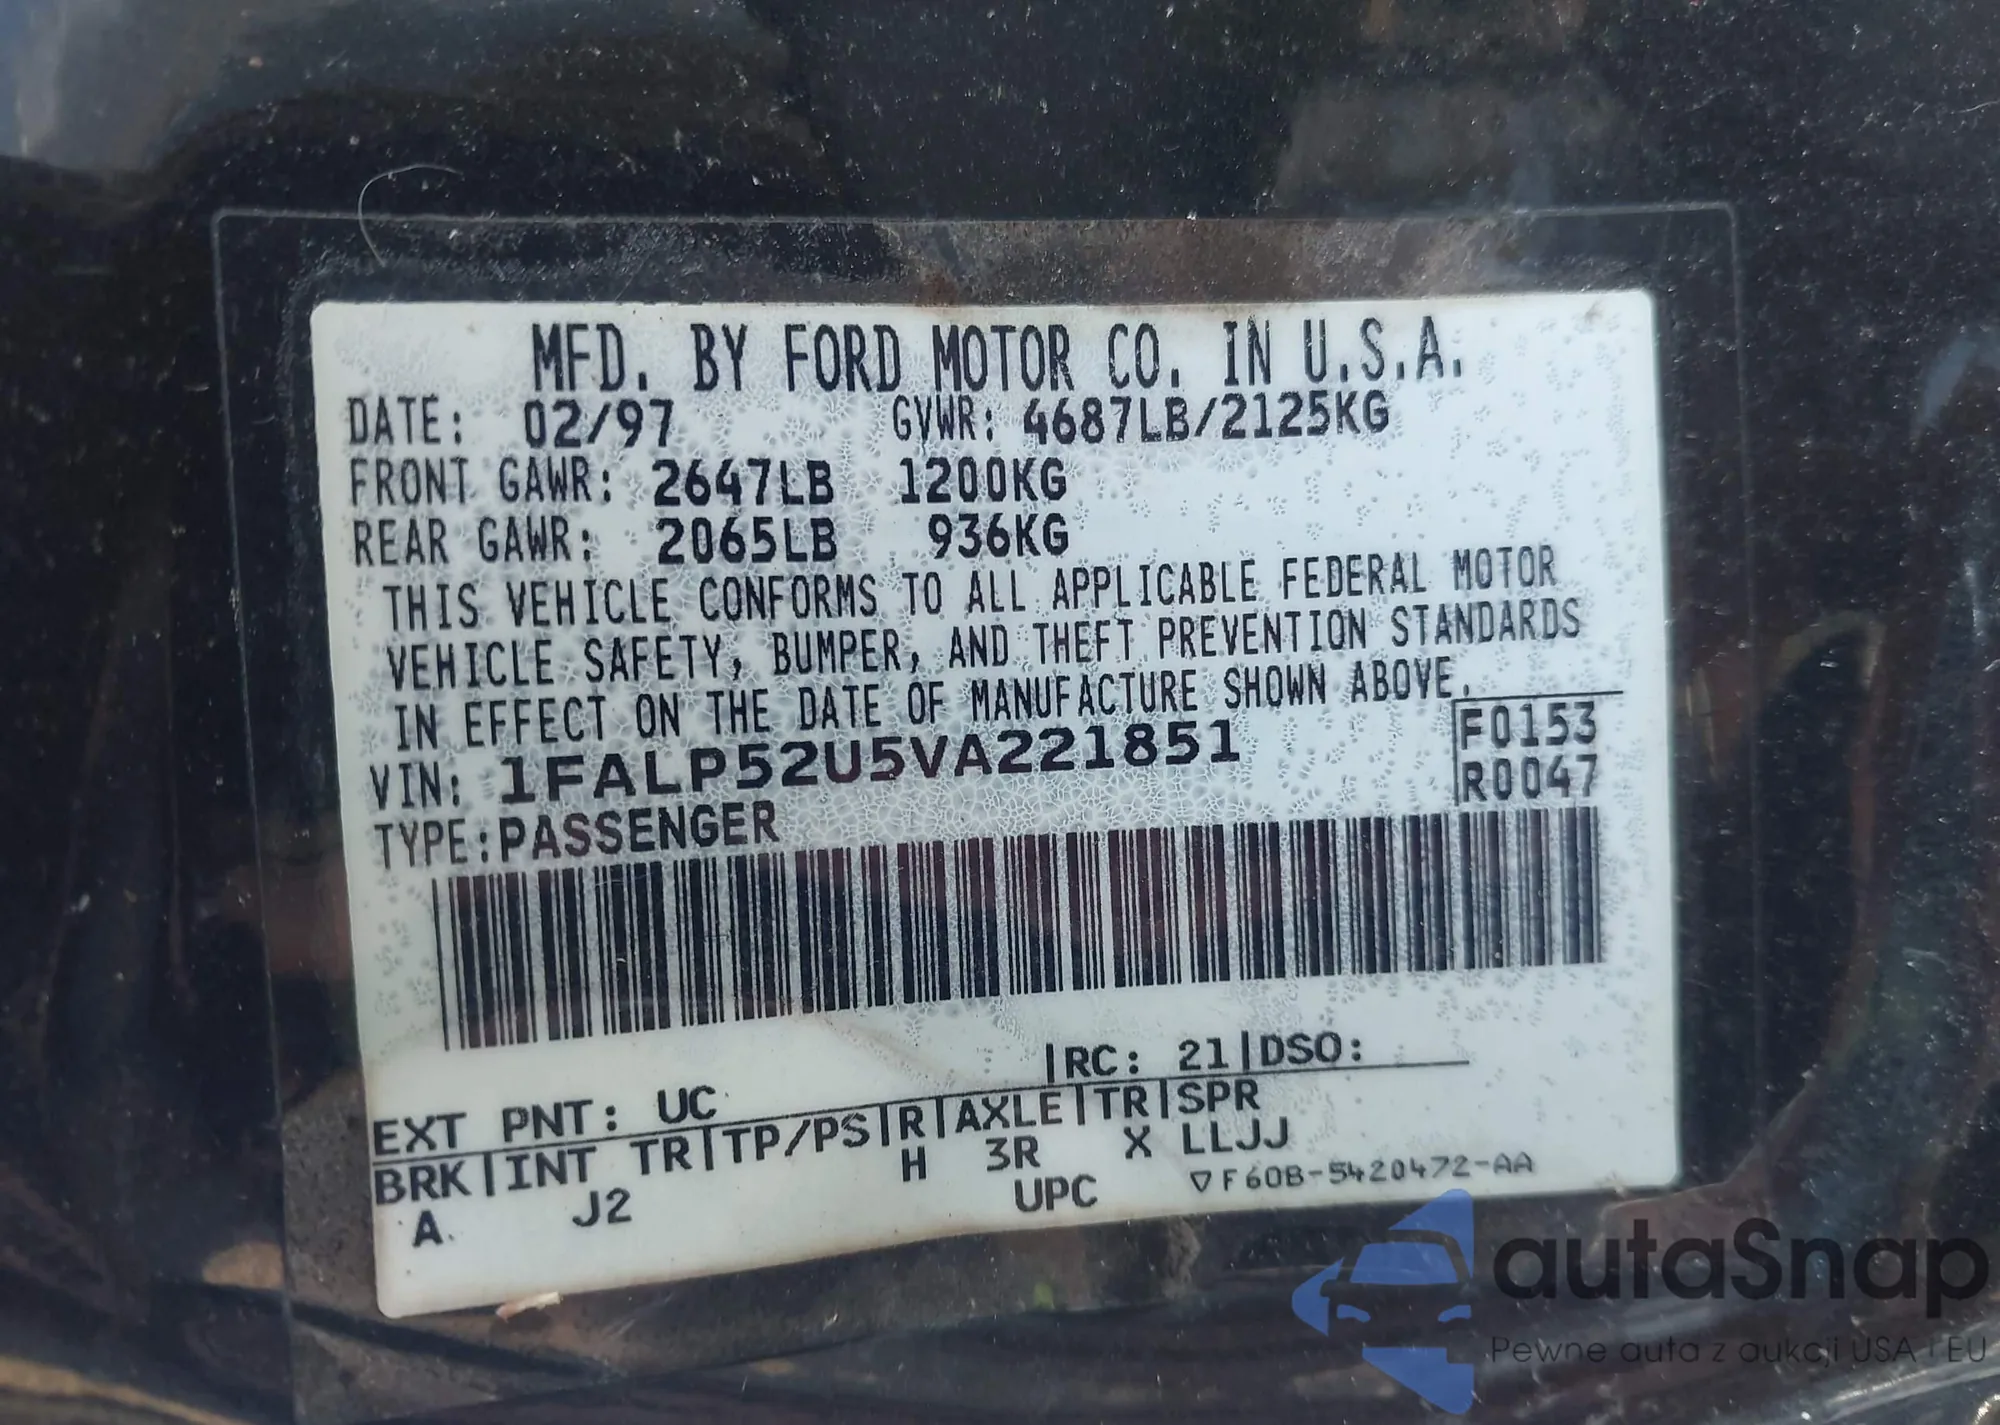 MFD. BY FORD MOTOR CO. IN U.S.A.
DATE: 02/97 GVWR: 4687LB/2125KG
FRONT GAWR: 2647LB 1200KG
REAR GAWR: 2065LB 936KG
THIS VEHICLE CONFORMS TO ALL APPLICABLE FEDERAL MOTOR
VEHICLE SAFETY, BUMPER, AND THEFT PREVENTION STANDARDS
IN EFFECT ON THE DATE OF MANUFACTURE SHOWN ABOVE.
F0153
VIN: 1FALP52U5VA221851
R0047
TYPE:PASSENGER
|RC: 21|DSO:
EXT PNT: UC
BRK|INT TR|TP/PS|R|AXLE|TR|SPR
A J2 H 3R X LLJJ
UPC ▽F60B-5420472-AA
autaSnap
Pewne auta z aukcji USA i EU